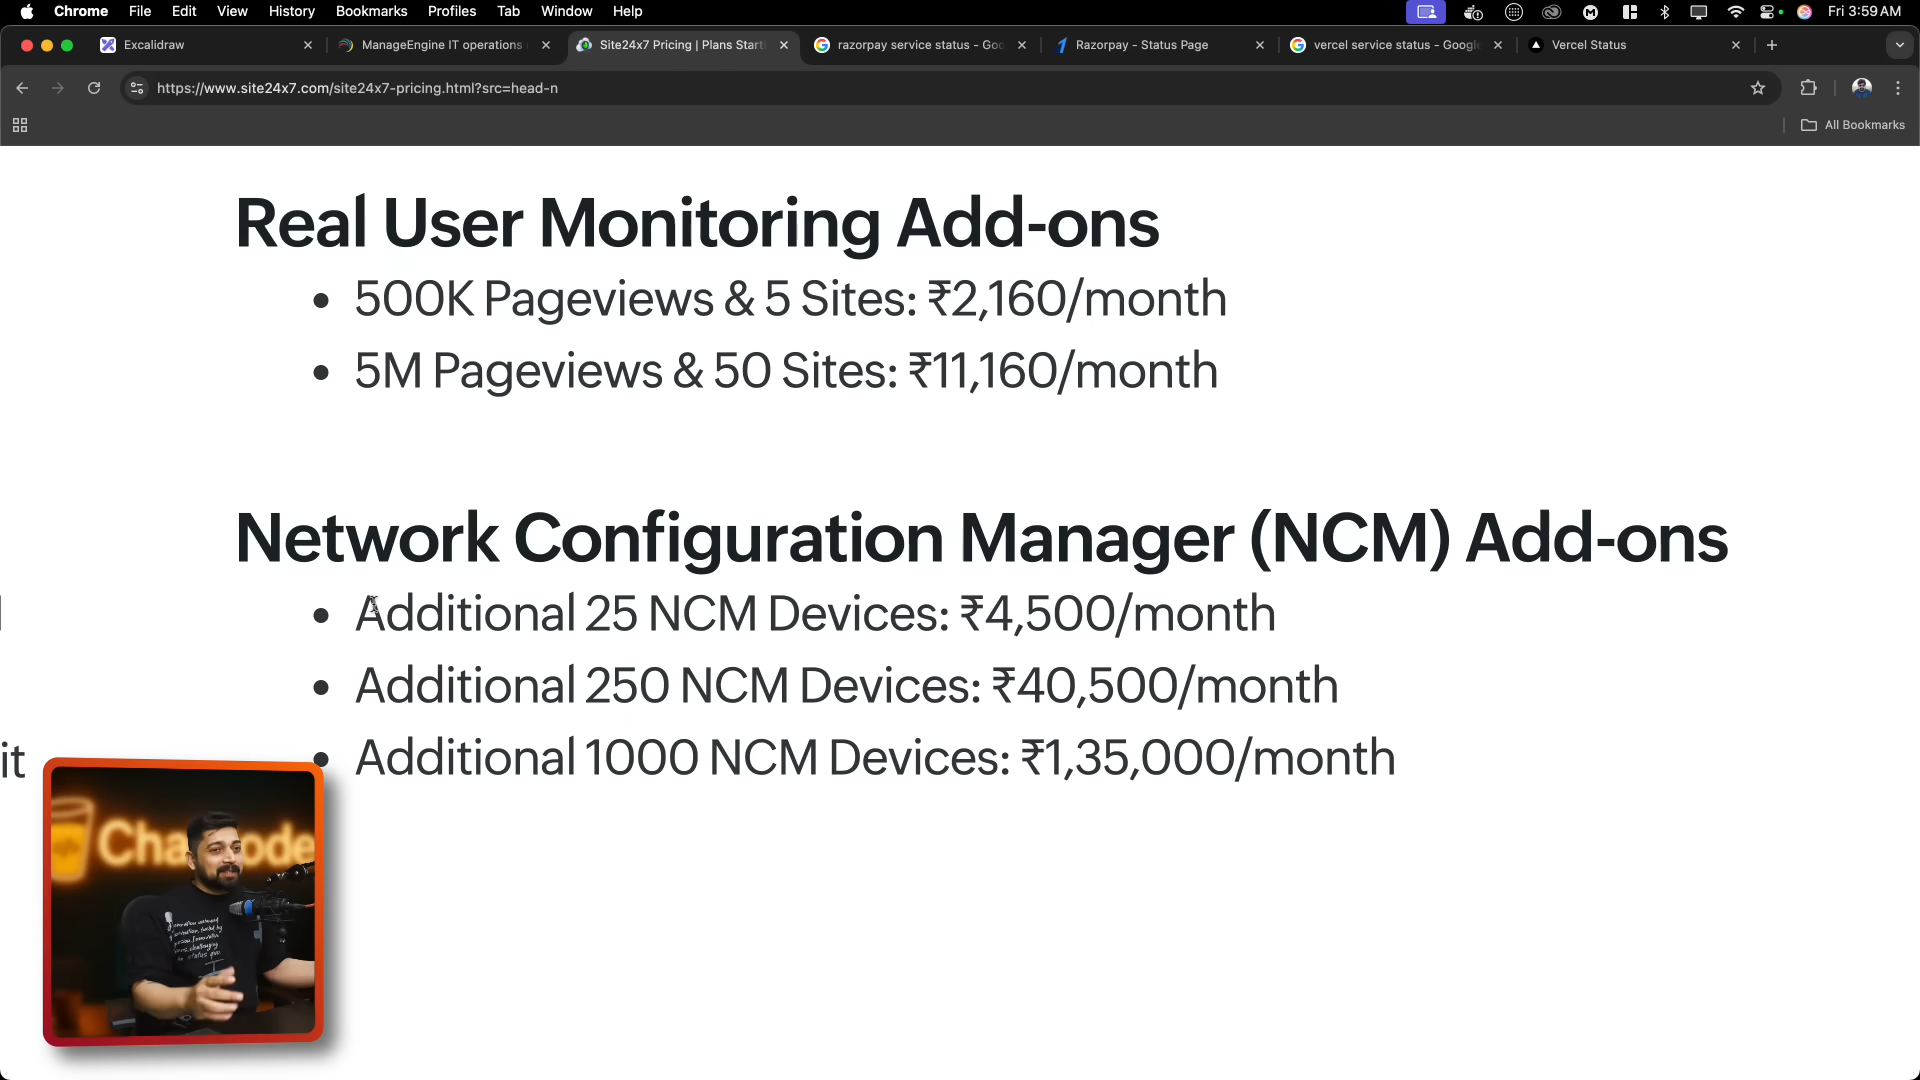 Chrome File Edit View History Bookmarks Profiles Tab Window Help Fri 3:59 AM
Excalidraw ManageEngine IT operations Site24x7 Pricing | Plans Starti razorpay service status - Goo Razorpay - Status Page vercel service status - Google Vercel Status
https://www.site24x7.com/site24x7-pricing.html?src=head-n
All Bookmarks
Real User Monitoring Add-ons
• 500K Pageviews & 5 Sites: ₹2,160/month
• 5M Pageviews & 50 Sites: ₹11,160/month
Network Configuration Manager (NCM) Add-ons
• Additional 25 NCM Devices: ₹4,500/month
• Additional 250 NCM Devices: ₹40,500/month
• Additional 1000 NCM Devices: ₹1,35,000/month
it
Cha ode